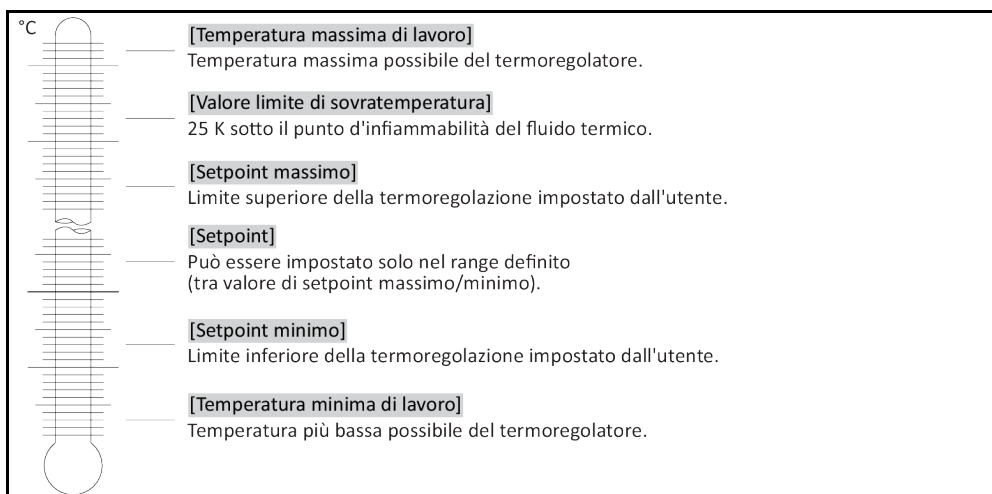 °C
[Temperatura massima di lavoro]
Temperatura massima possibile del termoregolatore.
[Valore limite di sovratemperatura]
25 K sotto il punto d'infiammabilità del fluido termico.
[Setpoint massimo]
Limite superiore della termoregolazione impostato dall'utente.
[Setpoint]
Può essere impostato solo nel range definito
(tra valore di setpoint massimo/minimo).
[Setpoint minimo]
Limite inferiore della termoregolazione impostato dall'utente.
[Temperatura minima di lavoro]
Temperatura più bassa possibile del termoregolatore.